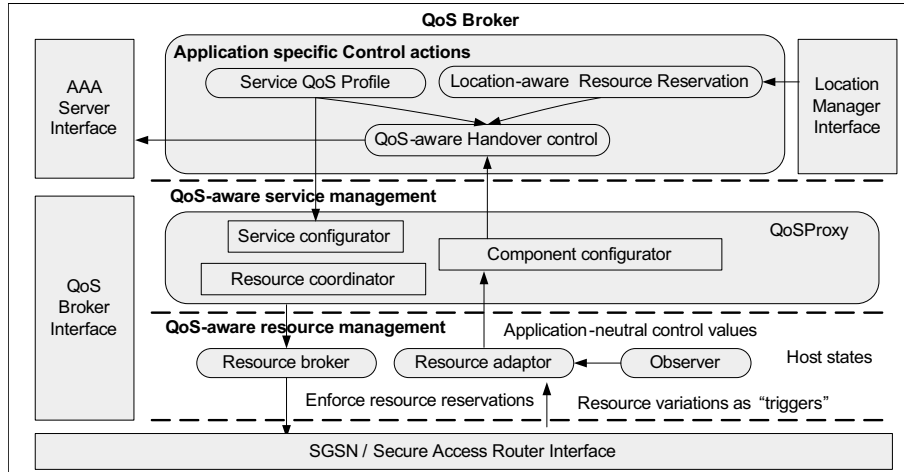 QoS Broker
Application specific Control actions
Service QoS Profile
Location-aware Resource Reservation
AAA
Server
Interface
Location
Manager
Interface
QoS-aware Handover control
QoS-aware service management
QoSProxy
Service configurator
Component configurator
Resource coordinator
QoS
Broker
Interface
QoS-aware resource management
Application-neutral control values
Resource broker
Resource adaptor
Observer
Host states
Enforce resource reservations
Resource variations as “triggers”
SGSN / Secure Access Router Interface